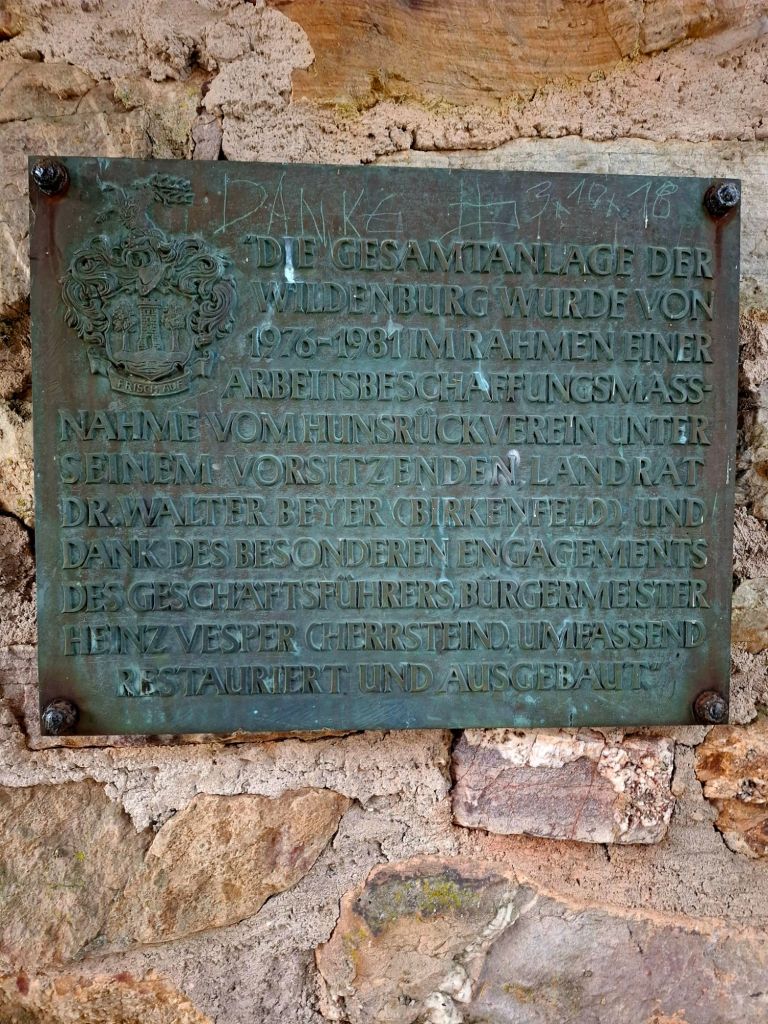 DANKE 3.10.18
"DIE GESAMTANLAGE DER
WILDENBURG WURDE VON
1976-1981 IM RAHMEN EINER
ARBEITSBESCHAFFUNGSMASS-
NAHME VOM HUNSRÜCKVEREIN UNTER
SEINEM VORSITZENDEN, LANDRAT
DR. WALTER BEYER (BIRKENFELD), UND
DANK DES BESONDEREN ENGAGEMENTS
DES GESCHÄFTSFÜHRERS, BÜRGERMEISTER
HEINZ VESPER (HERRSTEIN), UMFASSEND
RESTAURIERT UND AUSGEBAUT."
FRISCH AUF